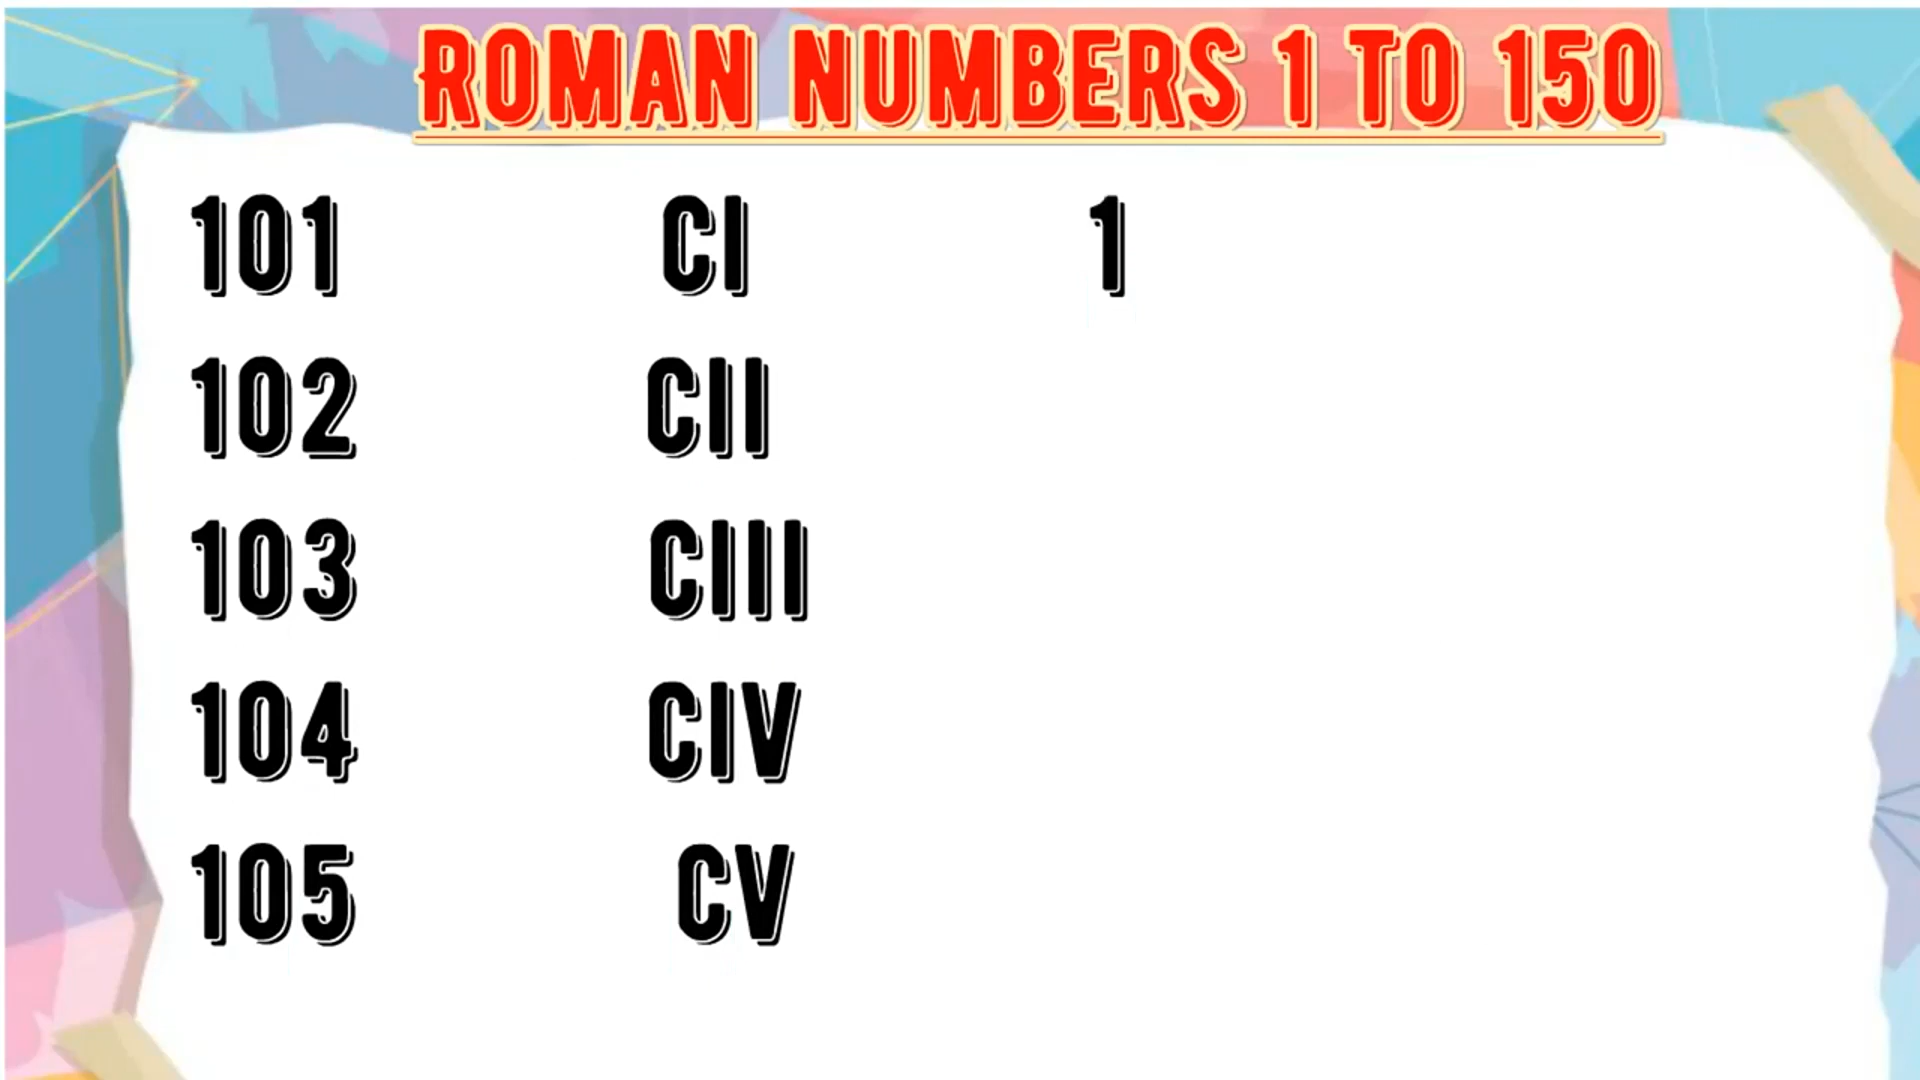 ROMAN NUMBERS 1 TO 150
101 CI 1
102 CII
103 CIII
104 CIV
105 CV